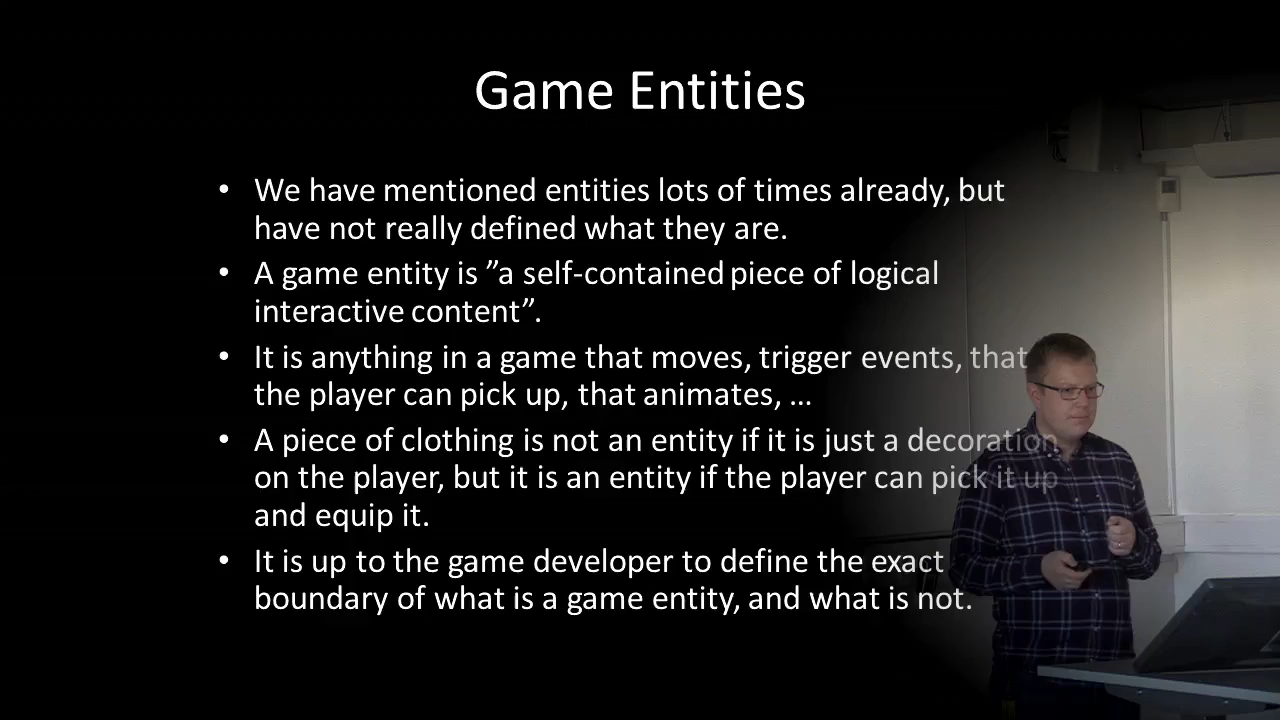 Game Entities
• We have mentioned entities lots of times already, but
have not really defined what they are.
• A game entity is ”a self-contained piece of logical
interactive content”.
• It is anything in a game that moves, trigger events, that
the player can pick up, that animates, …
• A piece of clothing is not an entity if it is just a decoration
on the player, but it is an entity if the player can pick it up
and equip it.
• It is up to the game developer to define the exact
boundary of what is a game entity, and what is not.